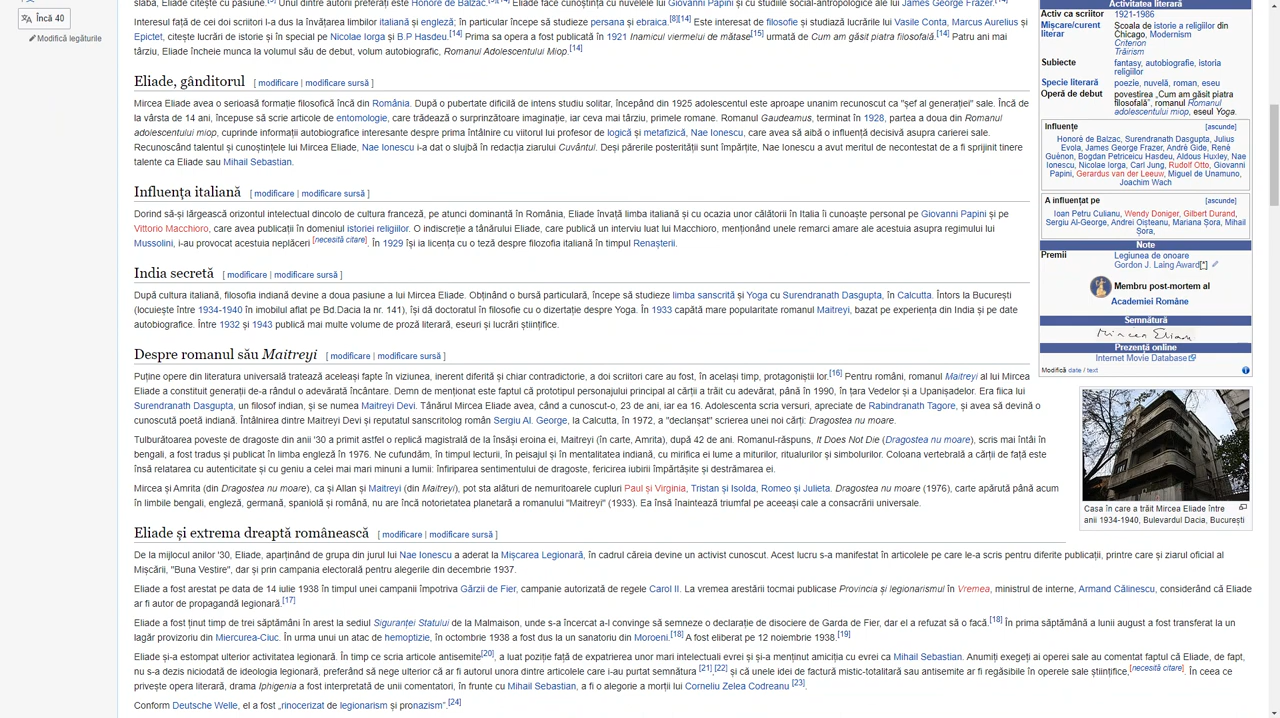 Încă 40
Modifică legăturile
slabă, Eliade citește cu pasiune.
Unul dintre autorii preferați este Honoré de Balzac.
Eliade face cunoștința cu nuvelele lui Giovanni Papini și cu studiile social-antropologice ale lui James George Frazer.
Interesul față de cei doi scriitori l-a dus la învățarea limbilor italiană și engleză; în particular începe să studieze persana și ebraica.[8][14] Este interesat de filosofie și studiază lucrările lui Vasile Conta, Marcus Aurelius și
Epictet, citește lucrări de istorie și în special pe Nicolae Iorga și B.P Hasdeu.[14] Prima sa opera a fost publicată în 1921 Inamicul viermelui de mătase[15] urmată de Cum am găsit piatra filosofală.[14] Patru ani mai
târziu, Eliade încheie munca la volumul său de debut, volum autobiografic, Romanul Adolescentului Miop.[14]
Eliade, gânditorul [ modificare | modificare sursă ]
Mircea Eliade avea o serioasă formație filosofică încă din România. După o pubertate dificilă de intens studiu solitar, începând din 1925 adolescentul este aproape unanim recunoscut ca "șef al generației" sale. Încă de
la vârsta de 14 ani, începuse să scrie articole de entomologie, care trădează o îmbelșugată imaginație, iar ceva mai târziu, primele romane. Romanul Gaudeamus, terminat în 1928, partea a doua din Romanul
adolescentului miop, cuprinde informații autobiografice interesante despre prima întâlnire cu viitorul lui profesor de logică și metafizică, Nae Ionescu, care avea să aibă o influență decisivă asupra carierei sale.
Recunoscând talentul și cunoștințele lui Mircea Eliade, Nae Ionescu i-a dat o slujbă în redacția ziarului Cuvântul. Deși părerile posterității sunt împărțite, Nae Ionescu a avut meritul de necontestat de a fi sprijinit tinere
talente ca Eliade sau Mihail Sebastian.
Influența italiană [ modificare | modificare sursă ]
Dorind să-și lărgească orizontul intelectual dincolo de cultura franceză, pe atunci dominantă în România, Eliade învață limba italiană și cu ocazia unor călătorii în Italia îi cunoaște personal pe Giovanni Papini și pe
Vittorio Macchioro, care avea publicații în domeniul istoriei religiilor. O indiscreție a tânărului Eliade, care publică un interviu luat lui Macchioro, menționând unele remarci amare ale acestuia asupra regimului lui
Mussolini, i-au provocat acestuia neplăceri [necesită citare]. În 1929 își ia licența cu o teză despre filozofia italiană în timpul Renașterii.
India secretă [ modificare | modificare sursă ]
După cultura italiană, filosofia indiană devine a doua pasiune a lui Mircea Eliade. Obținând o bursă particulară, începe să studieze limba sanscrită și Yoga cu Surendranath Dasgupta, în Calcutta. Întors la București
(locuiește între 1934-1940 în imobilul aflat pe Bd.Dacia la nr. 141), își dă doctoratul în filosofie cu o dizertație despre Yoga. În 1933 capătă mare popularitate romanul Maitreyi, bazat pe experiența din India și pe date
autobiografice. Între 1932 și 1943 publică mai multe volume de proză literară, eseuri și lucrări științifice.
Despre romanul său Maitreyi [ modificare | modificare sursă ]
Puține opere din literatura universală tratează aceleași fapte în viziunea, inerent diferită și chiar contradictorie, a doi scriitori care au fost, în același timp, protagoniștii lor.[16] Pentru români, romanul Maitreyi al lui Mircea
Eliade a constituit generații de-a rândul o adevărată încântare. Demn de menționat este faptul că prototipul personajului principal al cărții a trăit cu adevărat, până în 1990, în țara Vedelor și a Upanișadelor. Era fiica lui
Surendranath Dasgupta, un filosof indian, și se numea Maitreyi Devi. Tânărul Mircea Eliade avea, când a cunoscut-o, 23 de ani, iar ea 16. Adolescenta scria versuri, apreciate de Rabindranath Tagore, și avea să devină o
cunoscută poetă indiană. Întâlnirea dintre Maitreyi Devi și reputatul sanscritolog român Sergiu Al. George, la Calcutta, în 1972, a "declanșat" scrierea unei noi cărți: Dragostea nu moare.
Tulburătoarea poveste de dragoste din anii '30 a primit astfel o replică magistrală de la însăși eroina ei, Maitreyi (în carte, Amrita), după 42 de ani. Romanul-răspuns, It Does Not Die (Dragostea nu moare), scris mai întâi în
bengali, a fost tradus și publicat în limba engleză în 1976. Ne cufundăm, în timpul lecturii, în peisajul și în mentalitatea indiană, cu mirifica ei lume a miturilor, ritualurilor și simbolurilor. Coloana vertebrală a cărții de față este
însă relatarea cu autenticitate și cu geniu a celei mai mari minuni a lumii: înfiriparea sentimentului de dragoste, fericirea iubirii împărtășite și destrămarea ei.
Mircea și Amrita (din Dragostea nu moare), ca și Allan și Maitreyi (din Maitreyi), pot sta alături de nemuritoarele cupluri Paul și Virginia, Tristan și Isolda, Romeo și Julieta. Dragostea nu moare (1976), carte apărută până acum
în limbile bengali, engleză, germană, spaniolă și română, nu are încă notorietatea planetară a romanului "Maitreyi" (1933). Ea însă înaintează triumfal pe aceeași cale a consacrării universale.
Eliade și extrema dreaptă românească [ modificare | modificare sursă ]
De la mijlocul anilor '30, Eliade, aparținând de grupa din jurul lui Nae Ionescu a aderat la Mișcarea Legionară, în cadrul căreia devine un activist cunoscut. Acest lucru s-a manifestat în articolele pe care le-a scris pentru diferite publicații, printre care și ziarul oficial al
Mișcării, "Buna Vestire", dar și prin campania electorală pentru alegerile din decembrie 1937.
Eliade a fost arestat pe data de 14 iulie 1938 în timpul unei campanii împotriva Gărzii de Fier, campanie autorizată de regele Carol II. La vremea arestării tocmai publicase Provincia și legionarismul în Vremea, ministrul de interne, Armand Călinescu, considerând că Eliade
ar fi autor de propagandă legionară.[17]
Eliade a fost ținut timp de trei săptămâni în arest la sediul Siguranței Statului de la Malmaison, unde s-a încercat a-l convinge să semneze o declarație de disociere de Garda de Fier, dar el a refuzat să o facă.[18] În prima săptămână a lunii august a fost transferat la un
lagăr provizoriu din Miercurea-Ciuc. În urma unui un atac de hemoptizie, în octombrie 1938 a fost dus la un sanatoriu din Moroeni.[18] A fost eliberat pe 12 noiembrie 1938.[19]
Eliade și-a estompat ulterior activitatea legionară. În timp ce scria articole antisemite[20], a luat poziție față de expatrierea unor mari intelectuali evrei și și-a menținut amiciția cu evrei ca Mihail Sebastian. Anumiți exegeți ai operei sale au comentat faptul că Eliade, de fapt,
nu s-a dezis niciodată de ideologia legionară, preferând să nege ulterior că ar fi autorul unora dintre articolele care i-au purtat semnătura [21],[22] și că unele idei de factură mistic-totalitară sau antisemite ar fi regăsibile în operele sale științifice,[necesită citare]. În ceea ce
privește opera literară, drama Iphigenia a fost interpretată de unii comentatori, în frunte cu Mihail Sebastian, a fi o alegorie a morții lui Corneliu Zelea Codreanu [23].
Conform Deutsche Welle, el a fost „rinocerizat de legionarism și pronazism”.[24]
Activitatea literară
Activ ca scriitor 1921-1986
Mișcare/curent literar Școala de istorie a religiilor din
Chicago, Modernism
Criterion
Trăirism
Subiecte fantasy, autobiografie, istoria
religiilor
Specie literară poezie, nuvelă, roman, eseu
Operă de debut povestirea „Cum am găsit piatra
filosofală”, romanul Romanul
adolescentului miop, eseul Yoga.
Influențe [ascunde]
Honoré de Balzac, Surendranath Dasgupta, Julius
Evola, James George Frazer, André Gide, René
Guénon, Bogdan Petriceicu Hasdeu, Aldous Huxley, Nae
Ionescu, Nicolae Iorga, Carl Jung, Rudolf Otto, Giovanni
Papini, Gerardus van der Leeuw, Miguel de Unamuno,
Joachim Wach
A influențat pe [ascunde]
Ioan Petru Culianu, Wendy Doniger, Gilbert Durand,
Sergiu Al-George, Andrei Oișteanu, Mariana Șora, Mihail
Șora,
Note
Premii Legiunea de onoare
Gordon J. Laing Award[*]
Membru post-mortem al
Academiei Române
Semnătură
Mircea Eliade
Prezență online
Internet Movie Database
Modifică date / text
Casa în care a trăit Mircea Eliade între
anii 1934-1940, Bulevardul Dacia, București